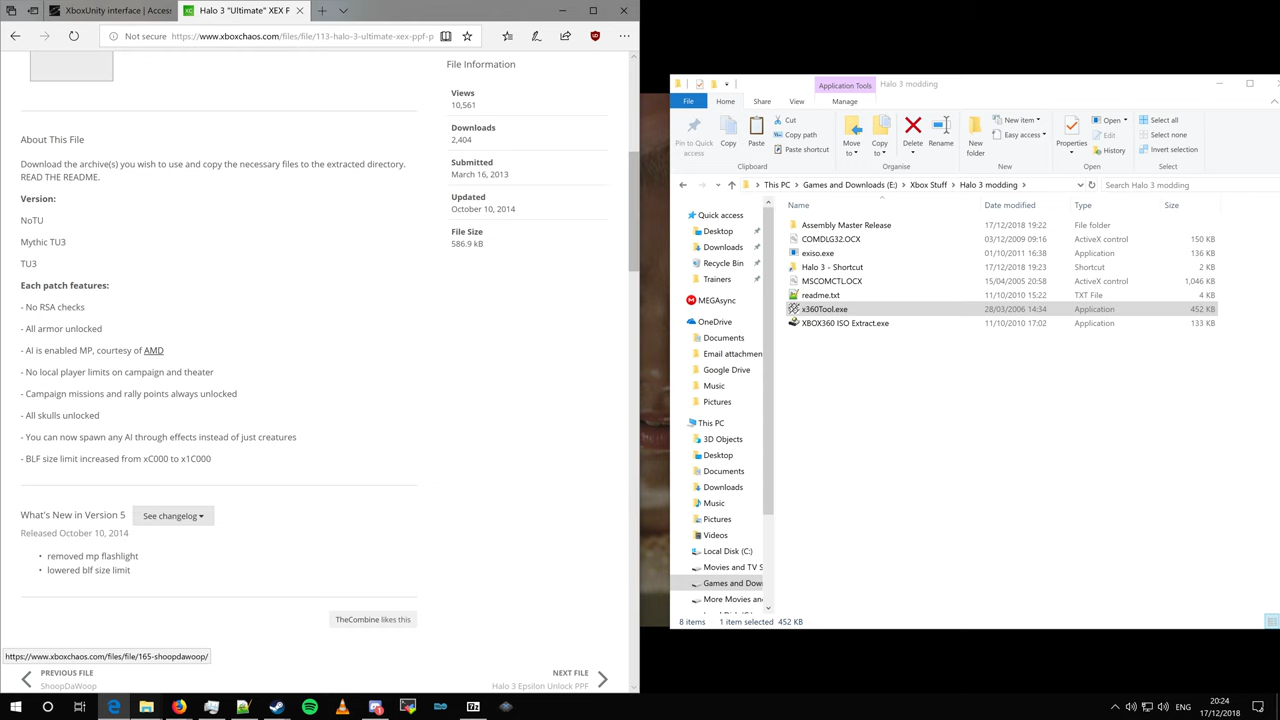 XboxUnity interface | Access
Halo 3 "Ultimate" XEX F
Not secure https://www.xboxchaos.com/files/file/113-halo-3-ultimate-xex-ppf-p
File Information
Views
10,561
Downloads
2,404
Submitted
March 16, 2013
Updated
October 10, 2014
File Size
586.9 kB
About This File
Download the archive(s) you wish to use and copy the necessary files to the extracted directory.
READ THE README.
Version:
NoTU
Mythic TU3
TU3
Each patch features:
- No RSA checks
- All armor unlocked
- AI is enabled MP, courtesy of AMD
- No local player limits on campaign and theater
- Campaign missions and rally points always unlocked
- All skulls unlocked
- You can now spawn any AI through effects instead of just creatures
- BLF size limit increased from xC000 to x1C000
What's New in Version 5
See changelog
Released October 10, 2014
• removed mp flashlight
• lowered blf size limit
TheCombine likes this
https://www.xboxchaos.com/files/file/165-shoopdawoop/
PREVIOUS FILE
ShoopDaWoop
NEXT FILE
Halo 3 Epsilon Unlock PPF
Application Tools
Halo 3 modding
File Home Share View Manage
Pin to Quick access
Copy
Paste
Cut
Copy path
Paste shortcut
Clipboard
Move to
Copy to
Delete
Rename
Organise
New folder
New item
Easy access
New
Properties
Open
Edit
History
Open
Select all
Select none
Invert selection
Select
This PC > Games and Downloads (E:) > Xbox Stuff > Halo 3 modding >
Search Halo 3 modding
Quick access
Desktop
Downloads
Recycle Bin
Trainers
MEGAsync
OneDrive
Documents
Email attachmen
Google Drive
Music
Pictures
This PC
3D Objects
Desktop
Documents
Downloads
Music
Pictures
Videos
Local Disk (C:)
Movies and TV S
Games and Dow
More Movies and
Name Date modified Type Size
Assembly Master Release 17/12/2018 19:22 File folder
COMDLG32.OCX 03/12/2009 09:16 ActiveX control 150 KB
exiso.exe 01/10/2011 16:38 Application 136 KB
Halo 3 - Shortcut 17/12/2018 19:23 Shortcut 2 KB
MSCOMCTL.OCX 15/04/2005 20:58 ActiveX control 1,046 KB
readme.txt 11/10/2010 15:22 TXT File 4 KB
x360Tool.exe 28/03/2006 14:34 Application 452 KB
XBOX360 ISO Extract.exe 11/10/2010 17:02 Application 133 KB
8 items 1 item selected 452 KB
ENG
20:24
17/12/2018